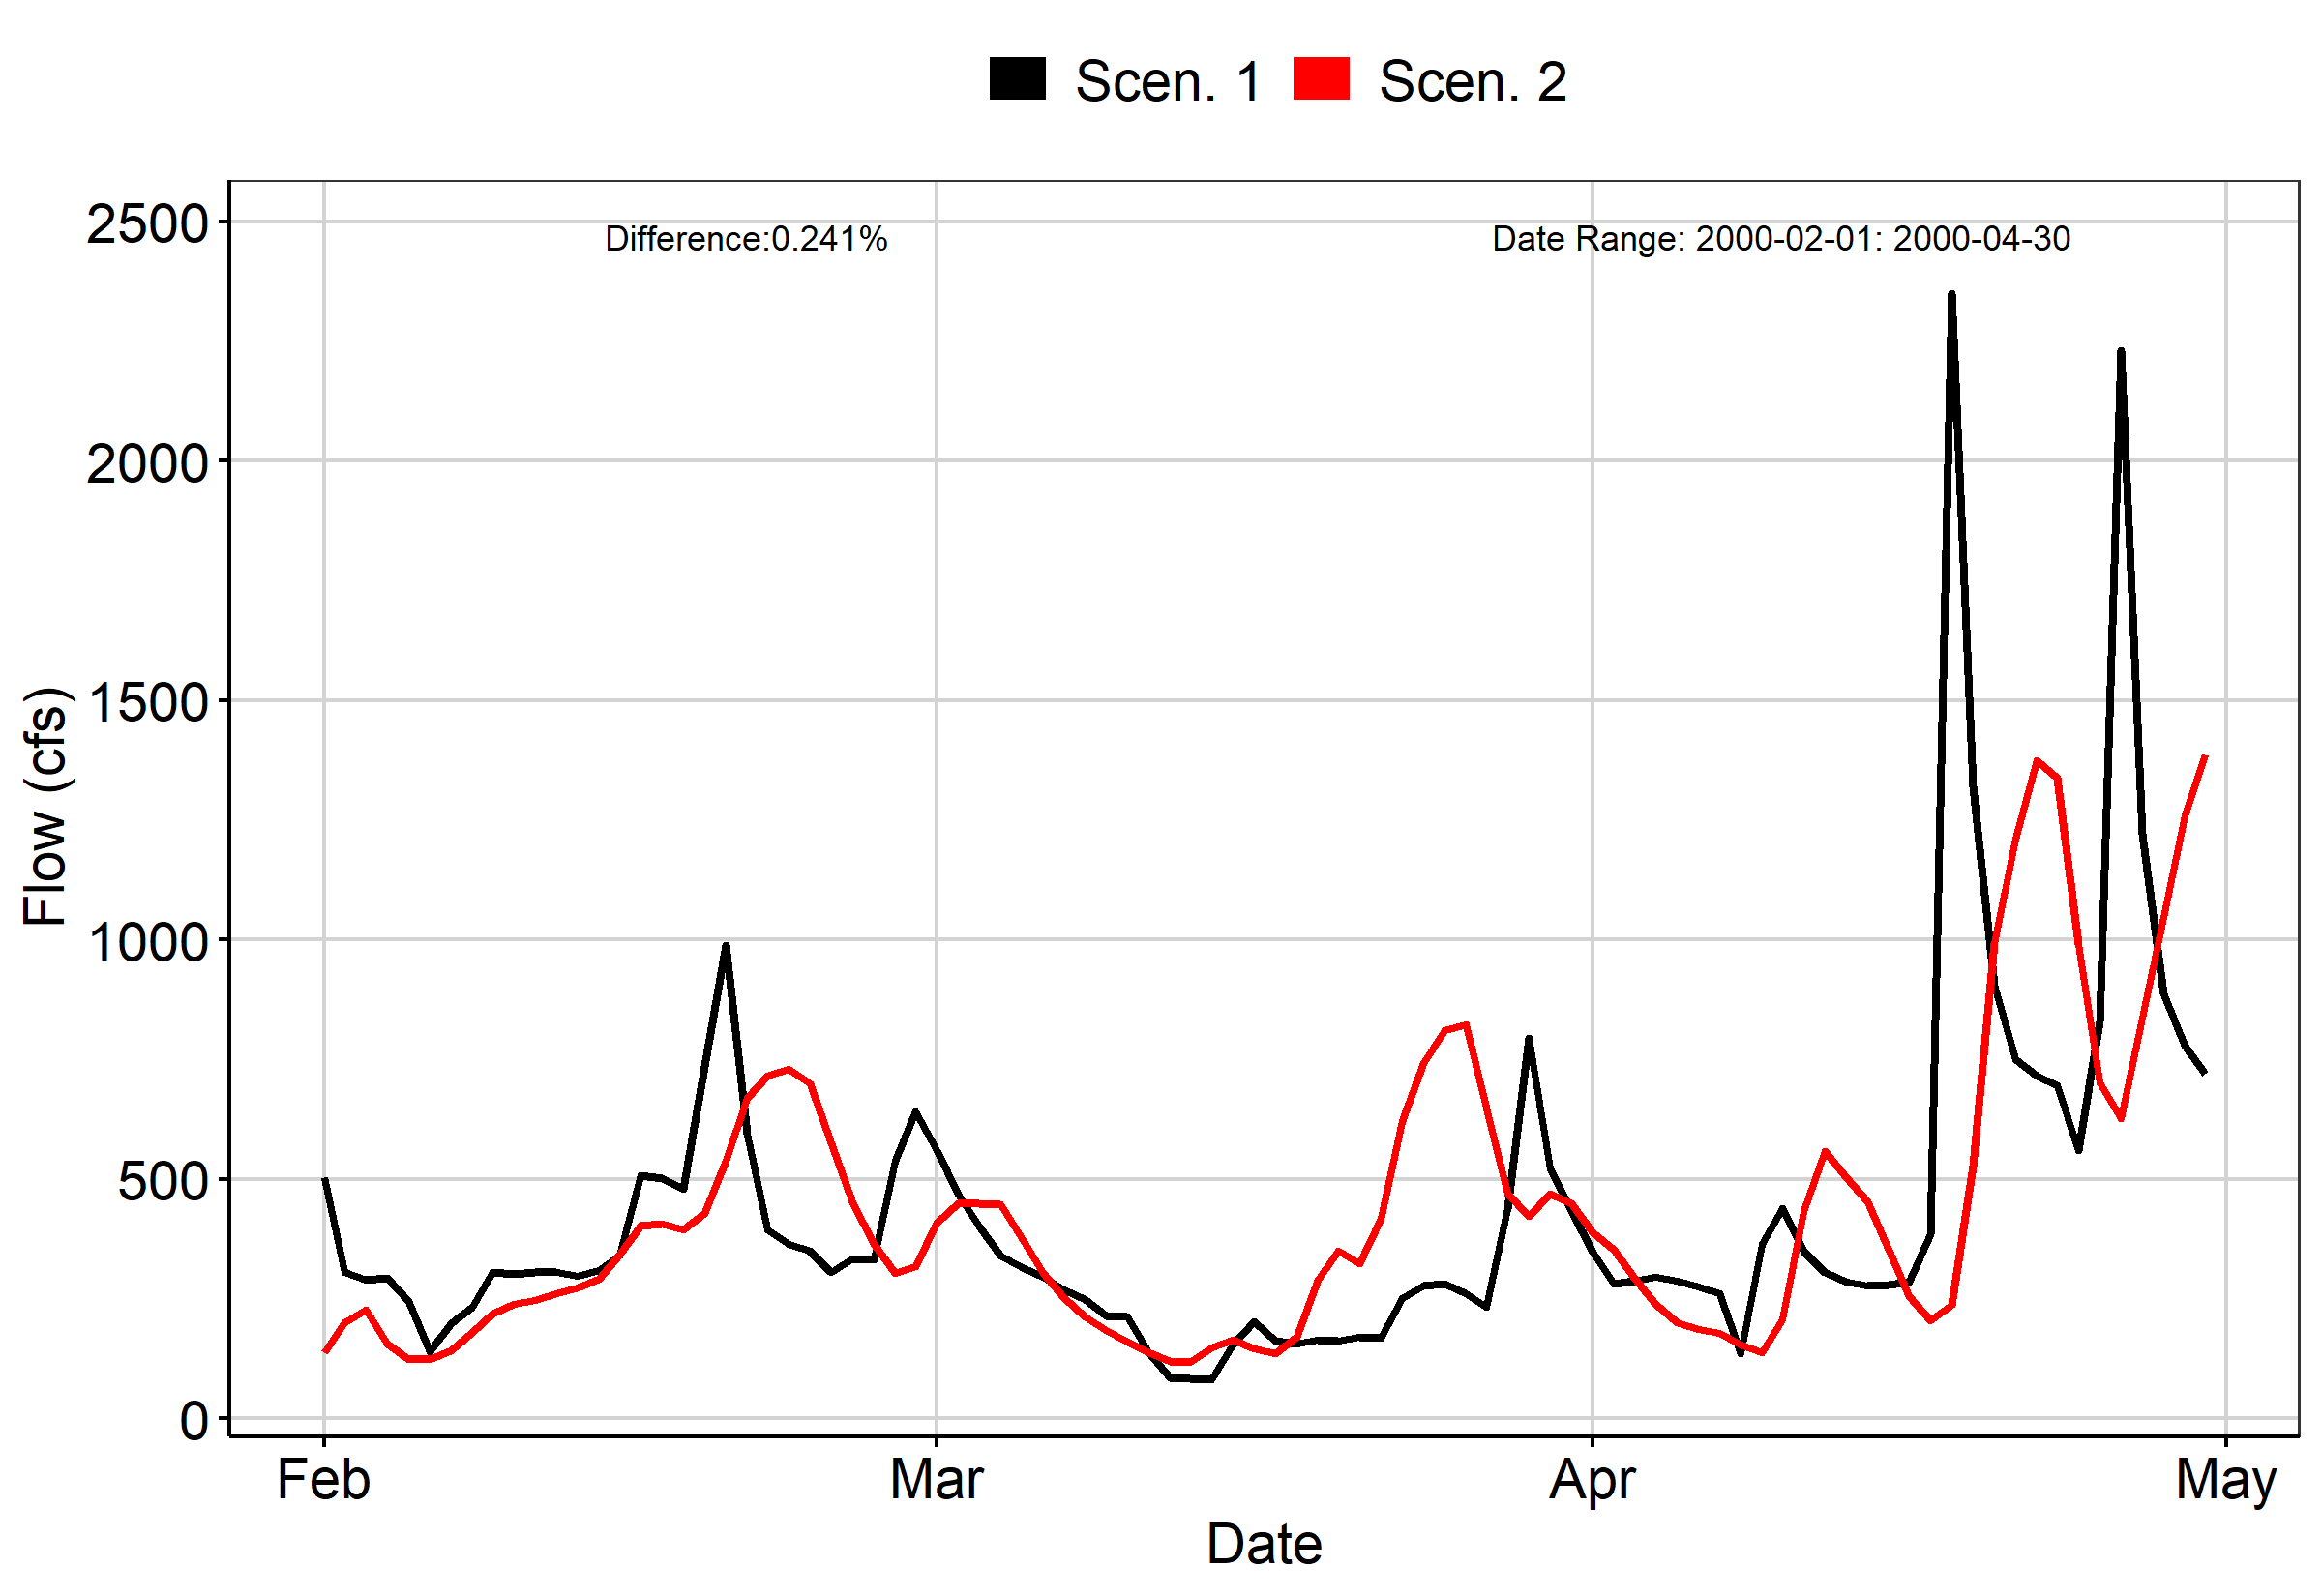 Scen. 1 Scen. 2
Difference:0.241% Date Range: 2000-02-01: 2000-04-30
Flow (cfs)
2500
2000
1500
1000
500
0
Feb Mar Apr May
Date